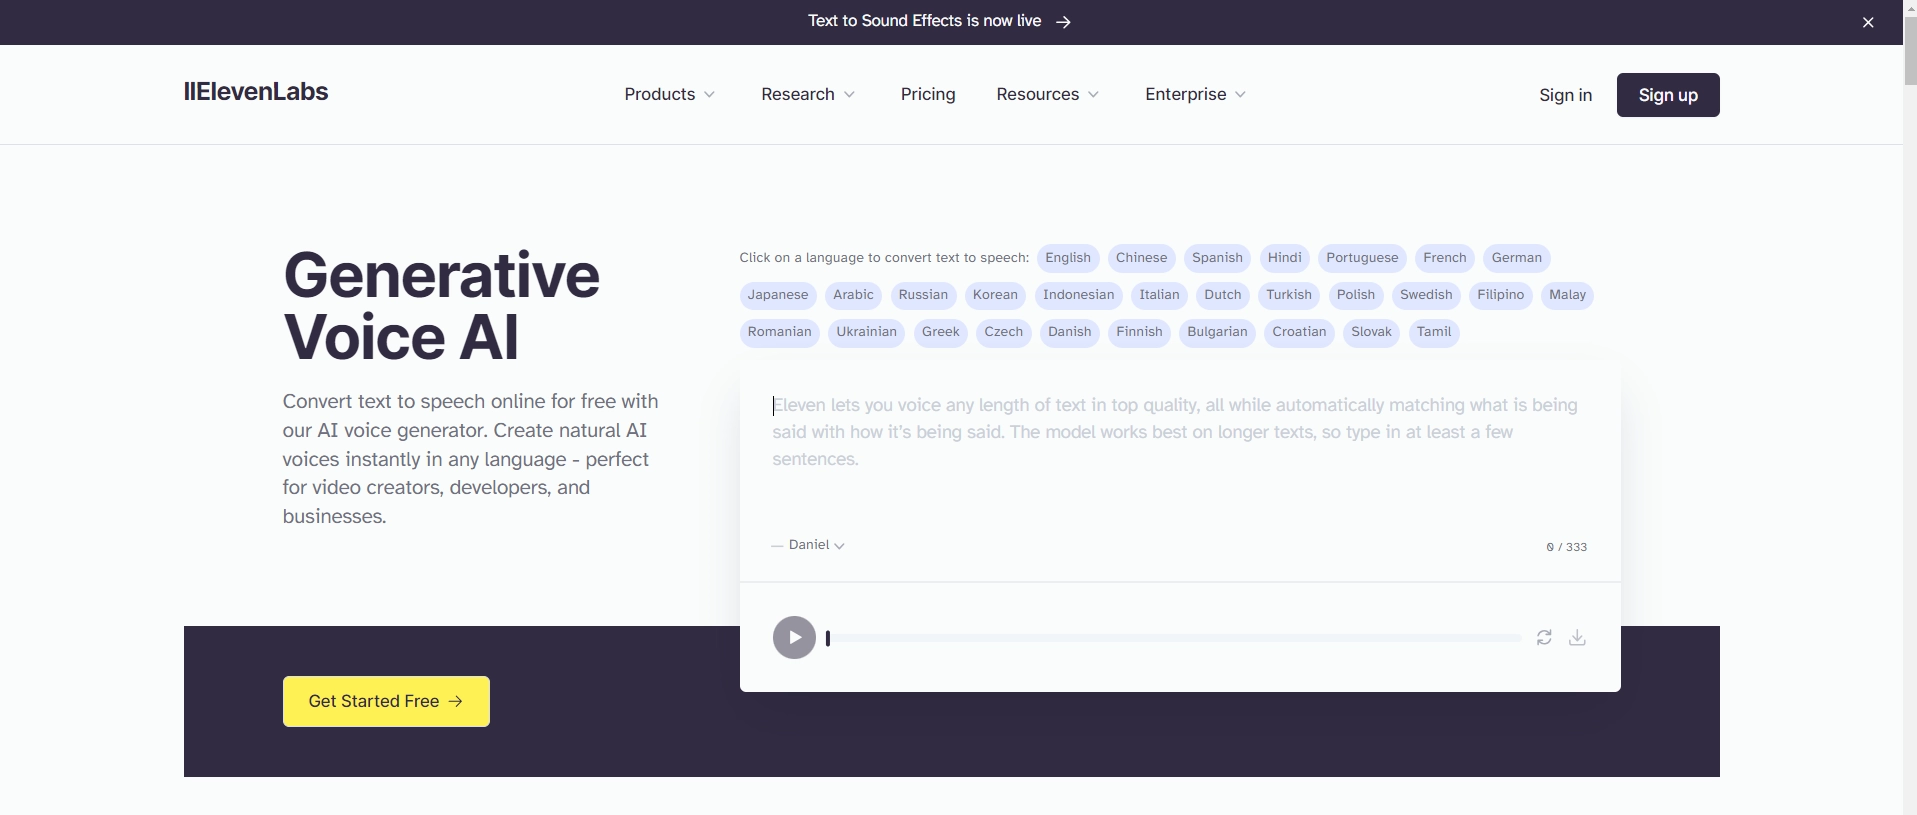 Text to Sound Effects is now live →
IIElevenLabs
Products
Research
Pricing
Resources
Enterprise
Sign in
Sign up
Generative
Voice AI
Convert text to speech online for free with
our AI voice generator. Create natural AI
voices instantly in any language - perfect
for video creators, developers, and
businesses.
Get Started Free →
Click on a language to convert text to speech: English Chinese Spanish Hindi Portuguese French German
Japanese Arabic Russian Korean Indonesian Italian Dutch Turkish Polish Swedish Filipino Malay
Romanian Ukrainian Greek Czech Danish Finnish Bulgarian Croatian Slovak Tamil
Eleven lets you voice any length of text in top quality, all while automatically matching what is being
said with how it's being said. The model works best on longer texts, so type in at least a few
sentences.
— Daniel
0 / 333